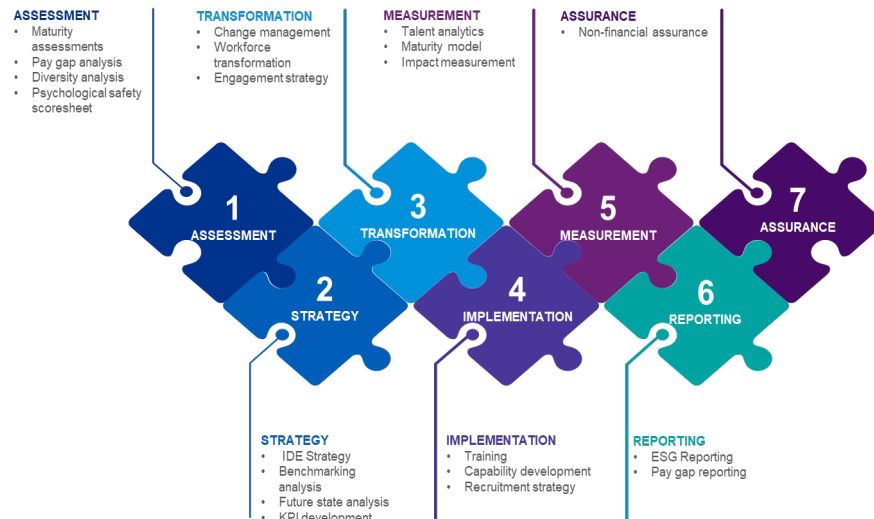 ASSESSMENT
• Maturity
assessments
• Pay gap analysis
• Diversity analysis
• Psychological safety
scoresheet
TRANSFORMATION
• Change management
• Workforce
transformation
• Engagement strategy
MEASUREMENT
• Talent analytics
• Maturity model
• Impact measurement
ASSURANCE
• Non-financial assurance
1
ASSESSMENT
2
STRATEGY
3
TRANSFORMATION
4
IMPLEMENTATION
5
MEASUREMENT
6
REPORTING
7
ASSURANCE
STRATEGY
• IDE Strategy
• Benchmarking
analysis
• Future state analysis
• KPI development
IMPLEMENTATION
• Training
• Capability development
• Recruitment strategy
REPORTING
• ESG Reporting
• Pay gap reporting